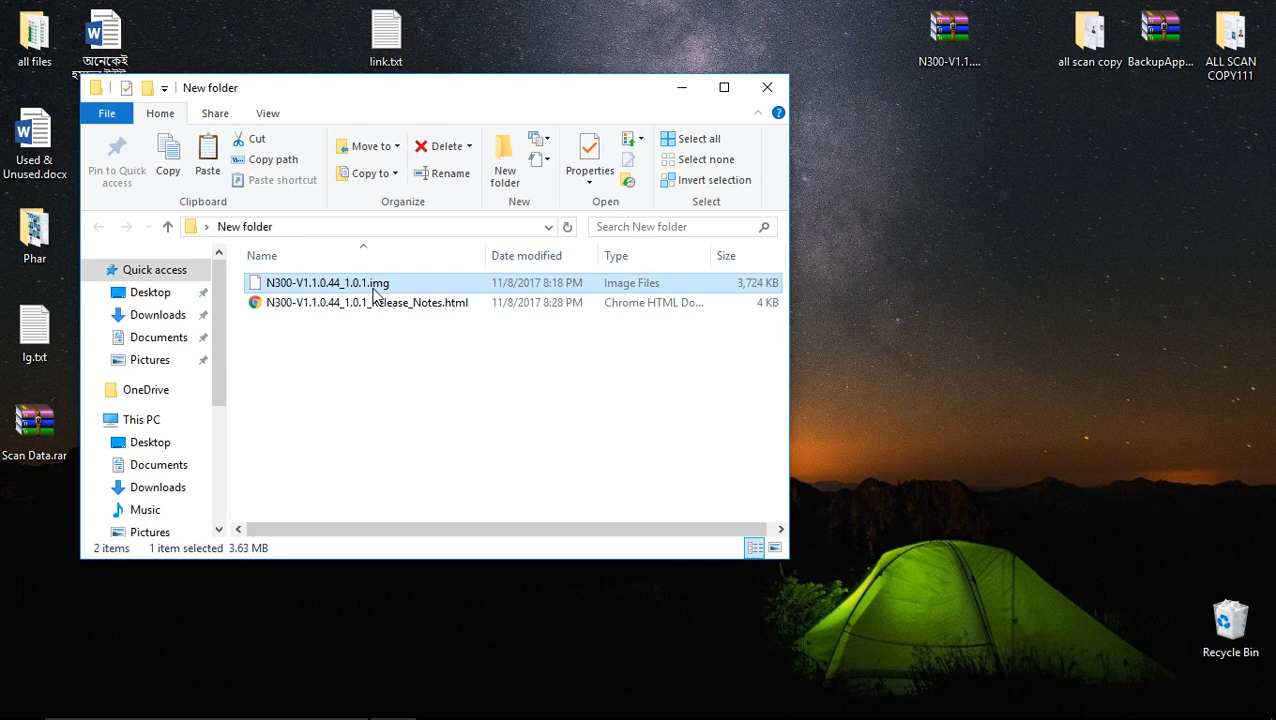 all files
অনেকেই
link.txt
N300-V1.1....
all scan copy
BackupApp...
ALL SCAN
COPY111
New folder
File
Home
Share
View
Pin to Quick
access
Copy
Paste
Cut
Copy path
Paste shortcut
Clipboard
Move to
Copy to
Delete
Rename
Organize
New
folder
New
Properties
Open
Select all
Select none
Invert selection
Select
Used &
Unused.docx
New folder
Search New folder
Name
Date modified
Type
Size
Phar
Quick access
N300-V1.1.0.44_1.0.1.img
11/8/2017 8:18 PM
Image Files
3,724 KB
Desktop
N300-V1.1.0.44_1.0.1_Release_Notes.html
11/8/2017 8:28 PM
Chrome HTML Do...
4 KB
Downloads
Documents
Pictures
lg.txt
OneDrive
This PC
Desktop
Scan Data.rar
Documents
Downloads
Music
Pictures
2 items
1 item selected 3.63 MB
Recycle Bin